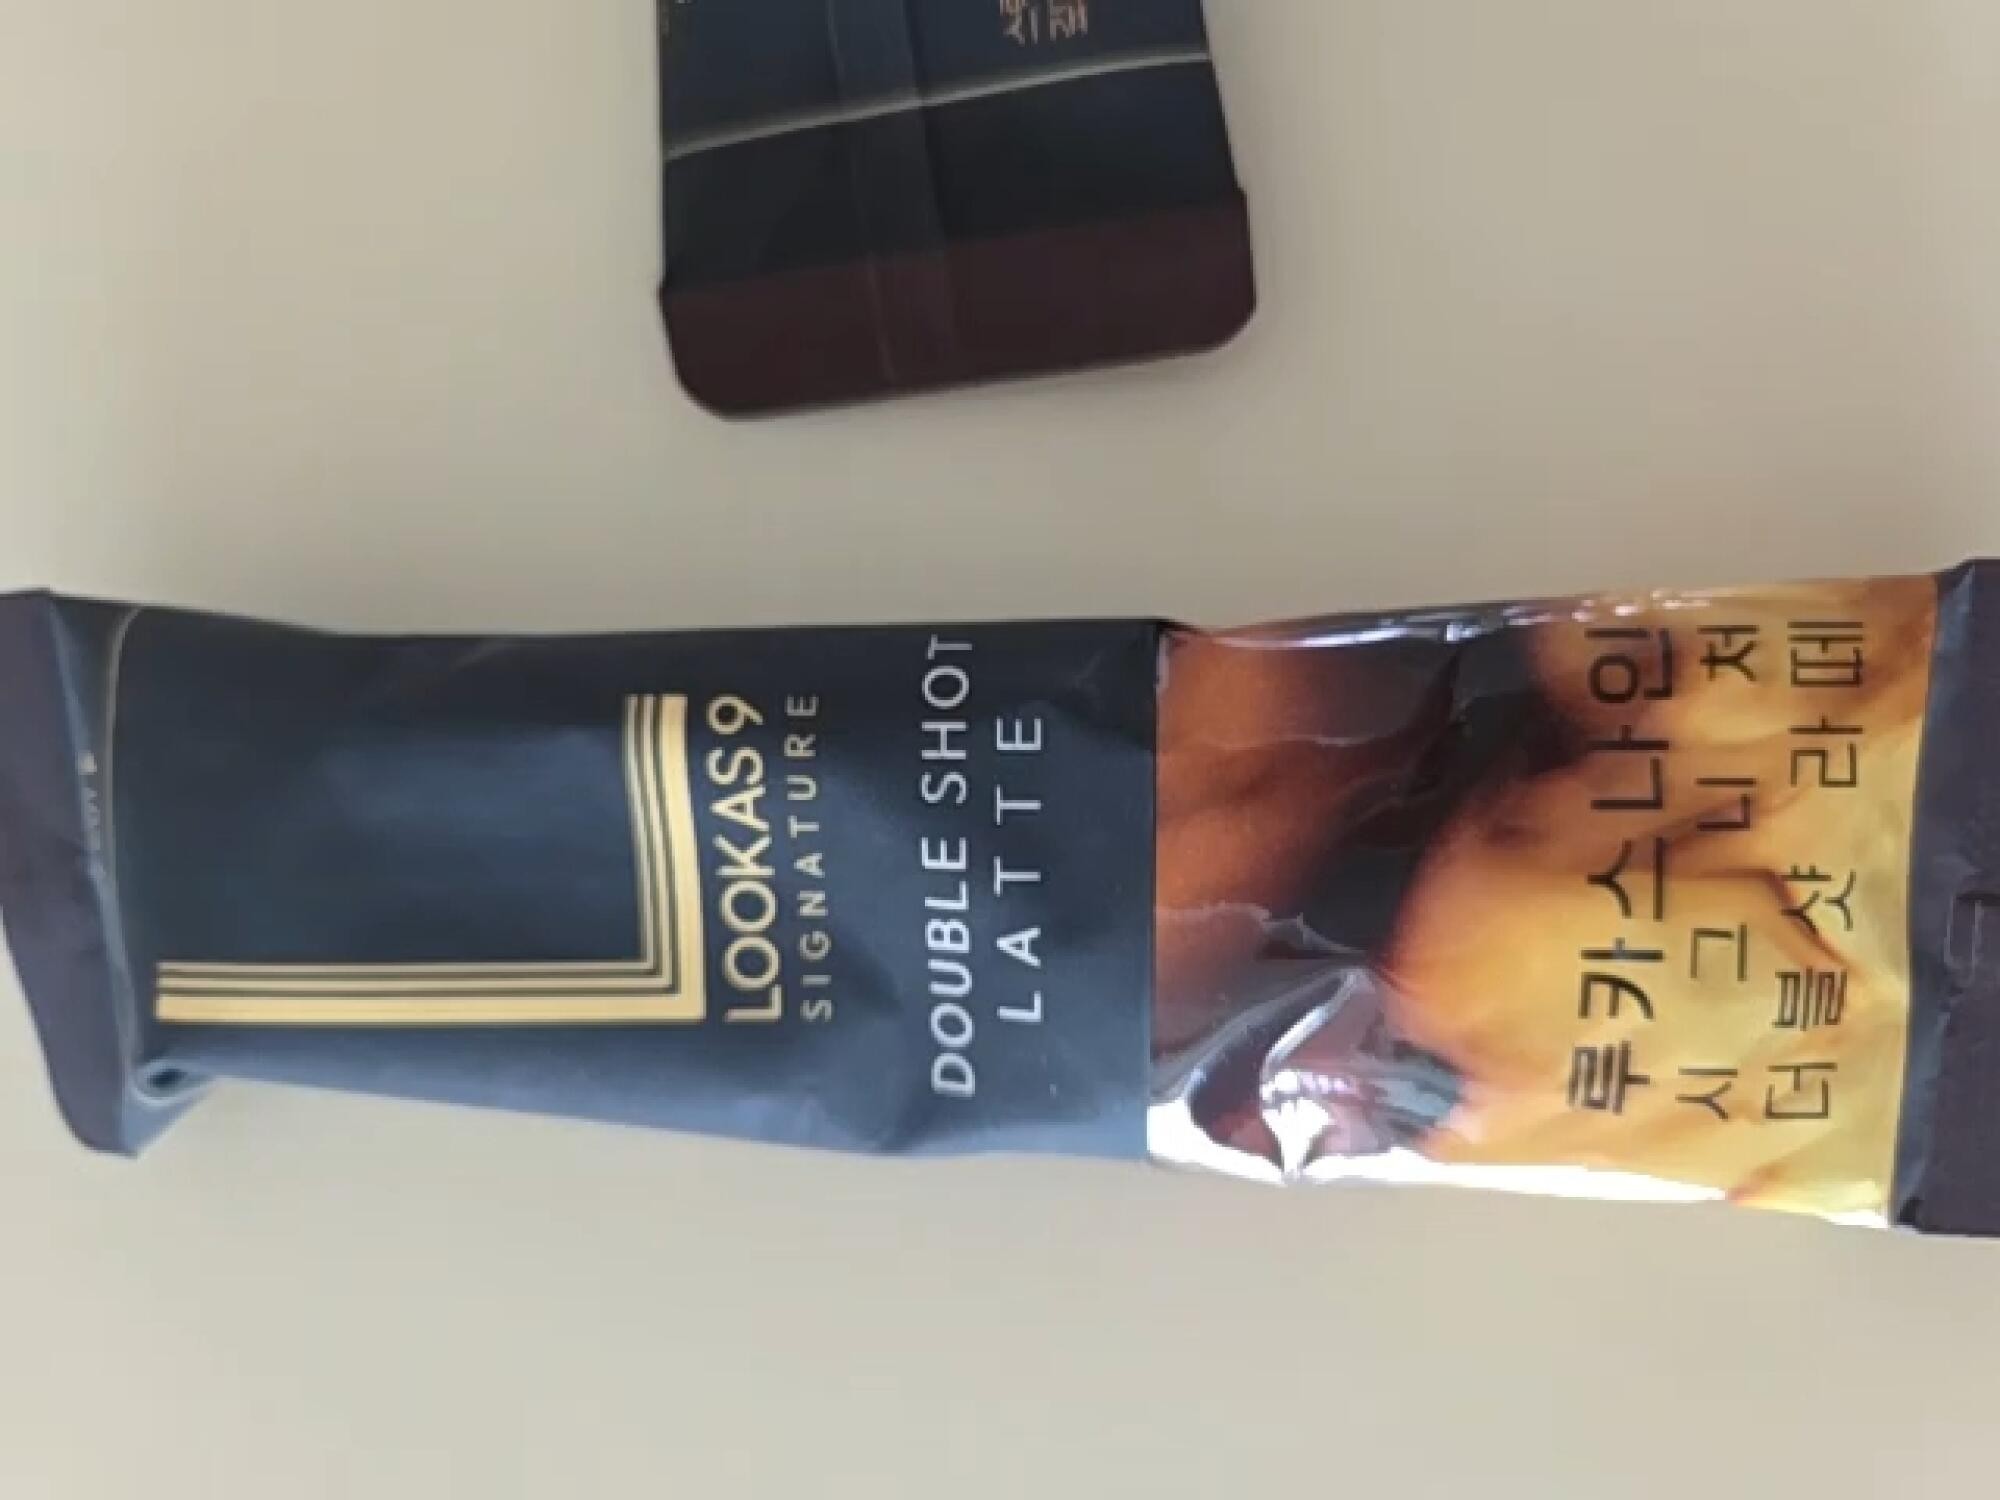 LOOKAS9
SIGNATURE
DOUBLE SHOT
LATTE
루카스나인
시그니처
더블샷 라떼